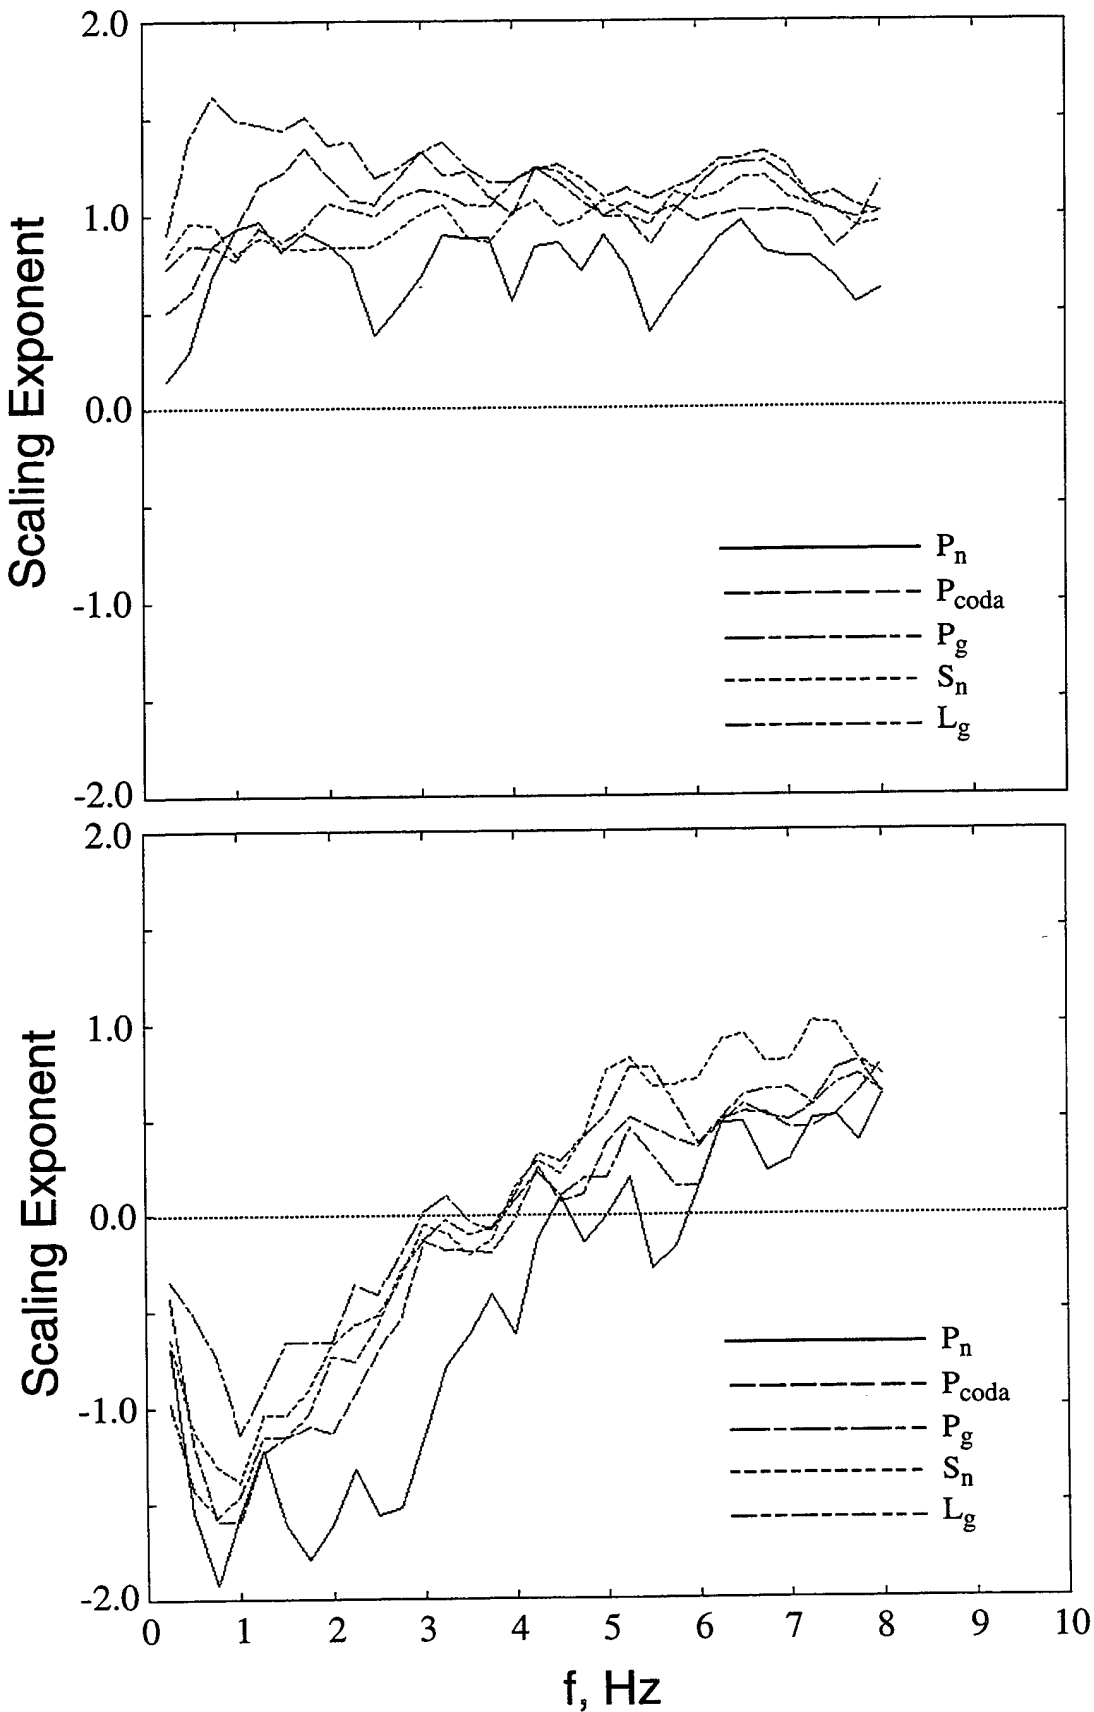 2.0
1.0
0.0
-1.0
-2.0
Scaling Exponent
Pn
Pcoda
Pg
Sn
Lg
2.0
1.0
0.0
-1.0
-2.0
Scaling Exponent
Pn
Pcoda
Pg
Sn
Lg
0 1 2 3 4 5 6 7 8 9 10
f, Hz